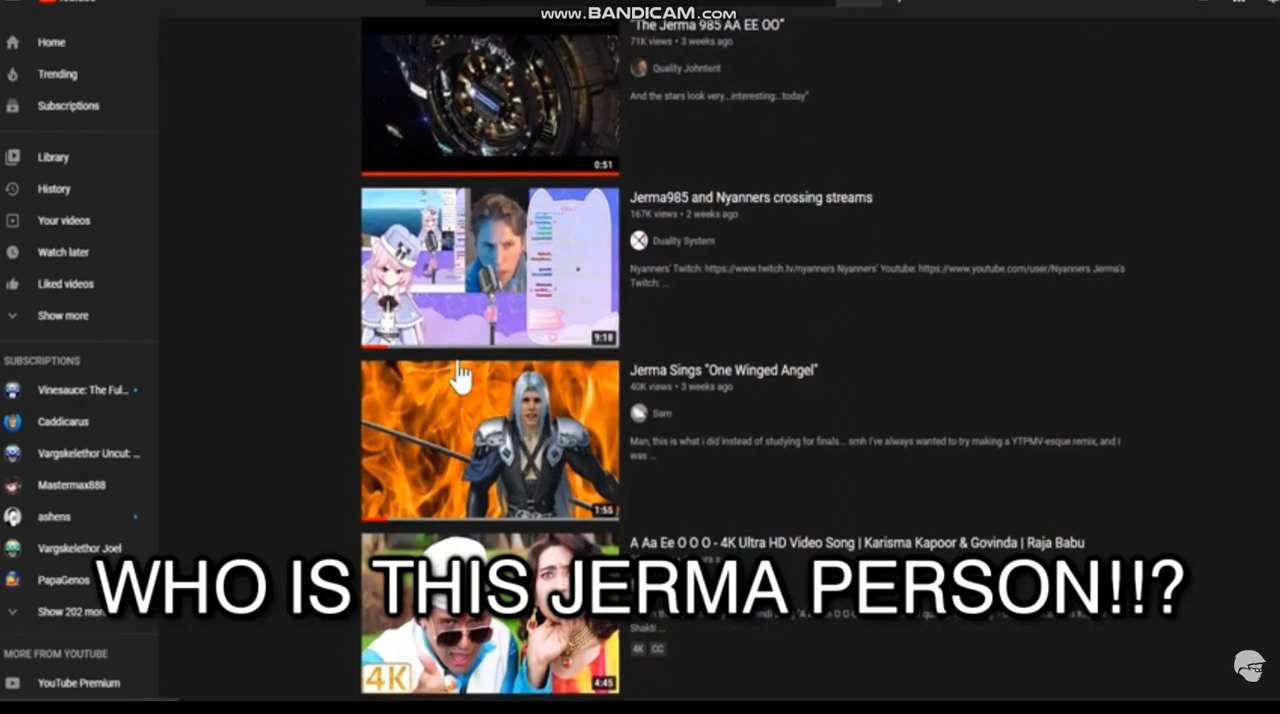 www.BANDICAM.com
"The Jerma 985 AA EE OO"
71K views • 3 weeks ago
Quality Johntent
And the stars look very...interesting...today"
0:51
Home
Trending
Subscriptions
Library
History
Your videos
Watch later
Liked videos
Show more
Jerma985 and Nyanners crossing streams
167K views • 2 weeks ago
Duality System
Nyanners' Twitch: https://www.twitch.tv/nyanners Nyanners' Youtube: https://www.youtube.com/user/Nyanners Jerma's
Twitch: ...
9:18
SUBSCRIPTIONS
Vinesauce: The Ful...
Caddicarus
Vargskelethor Uncut: ...
Mastermax888
ashens
Vargskelethor Joel
PapaGenos
Show 202 more
Jerma Sings "One Winged Angel"
40K views • 3 weeks ago
Sam
Man, this is what i did instead of studying for finals... smh I've always wanted to try making a YTPMV-esque remix, and i
was ...
1:55
A Aa Ee O O O - 4K Ultra HD Video Song | Karisma Kapoor & Govinda | Raja Babu
WHO IS THIS JERMA PERSON!!?
Shakti ...
4K CC
4K
4:45
MORE FROM YOUTUBE
YouTube Premium